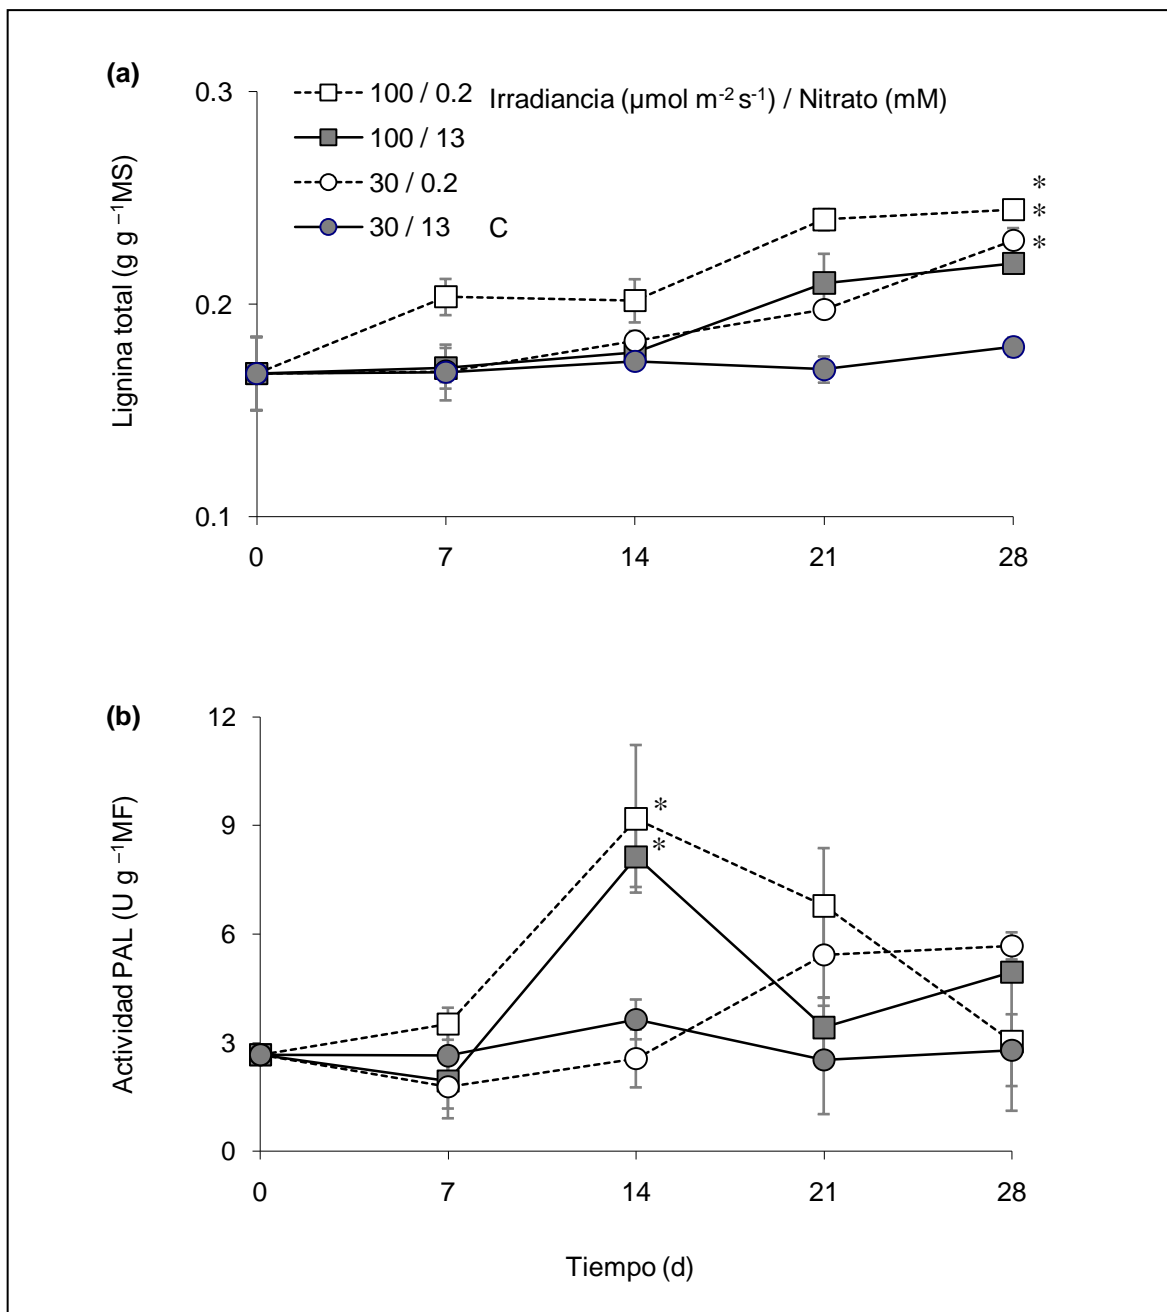 (a)
0.3
0.2
0.1
Lignina total (g g ⁻¹MS)
100 / 0.2 Irradiancia (µmol m⁻² s⁻¹) / Nitrato (mM)
100 / 13
30 / 0.2
30 / 13 C
*
*
*
0 7 14 21 28
(b)
12
9
6
3
0
Actividad PAL (U g ⁻¹MF)
*
*
0 7 14 21 28
Tiempo (d)